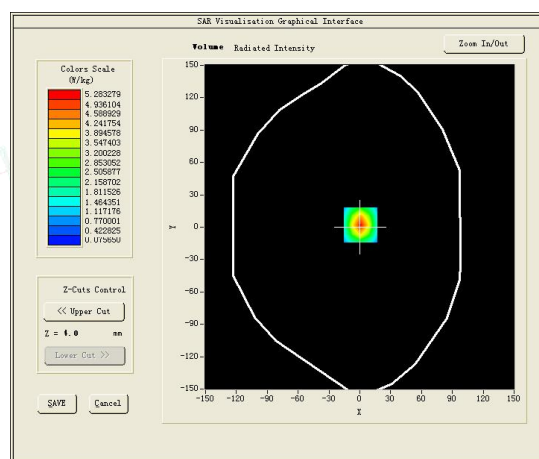 SAR Visualisation Graphical Interface
Volume Radiated Intensity
Zoom In/Out
Colors Scale
(W/kg)
5.283279
4.936104
4.588929
4.241754
3.894578
3.547403
3.200228
2.853052
2.505877
2.158702
1.811526
1.464351
1.117176
0.770001
0.422825
0.075650
Z-Cuts Control
<< Upper Cut
Z = 4.0 mm
Lower Cut >>
SAVE Cancel
150
120
90
60
30
Y 0
-30
-60
-90
-120
-150
-150 -120 -90 -60 -30 0 30 60 90 120 150
X